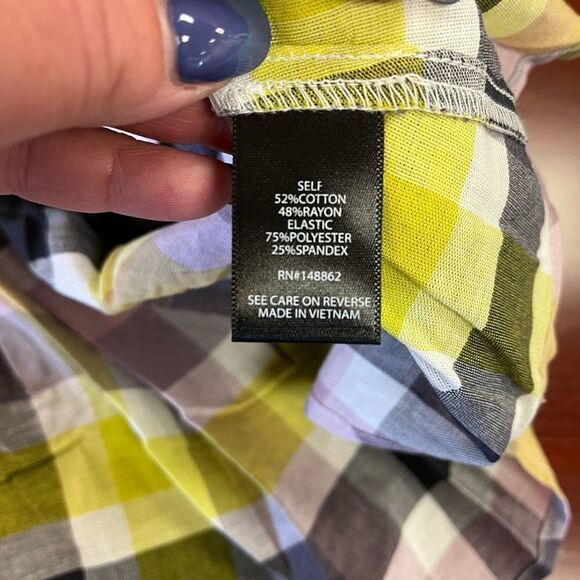 SELF
52%COTTON
48%RAYON
ELASTIC
75%POLYESTER
25%SPANDEX
RN#148862
SEE CARE ON REVERSE
MADE IN VIETNAM